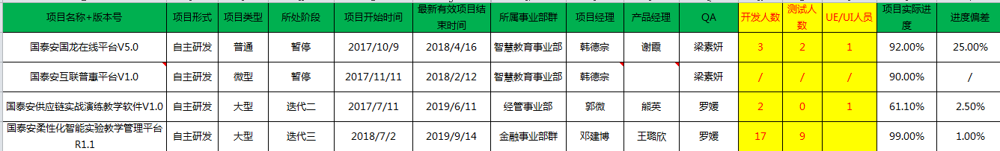 项目名称+版本号 项目形式 项目类型 所处阶段 项目开始时间 最新有效项目结束时间 所属事业部群 项目经理 产品经理 QA 开发人数 测试人数 UE/UI人员 项目实际进度 进度偏差
国泰安国龙在线平台V5.0 自主研发 普通 暂停 2017/10/9 2018/4/16 智慧教育事业部 韩德宗 谢霞 梁素妍 3 2 1 92.00% 25.00%
国泰安互联普惠平台V1.0 自主研发 微型 暂停 2017/11/11 2018/2/12 智慧教育事业部 韩德宗 梁素妍 / / / 90.00% /
国泰安供应链实战演练教学软件V1.0 自主研发 大型 迭代二 2017/7/11 2019/6/11 经管事业部 郭微 熊英 罗媛 2 0 1 61.10% 2.50%
国泰安柔性化智能实验教学管理平台R1.1 自主研发 大型 迭代三 2018/7/2 2019/9/14 金融事业部群 邓建博 王璐欣 罗媛 17 9 99.00% 1.00%